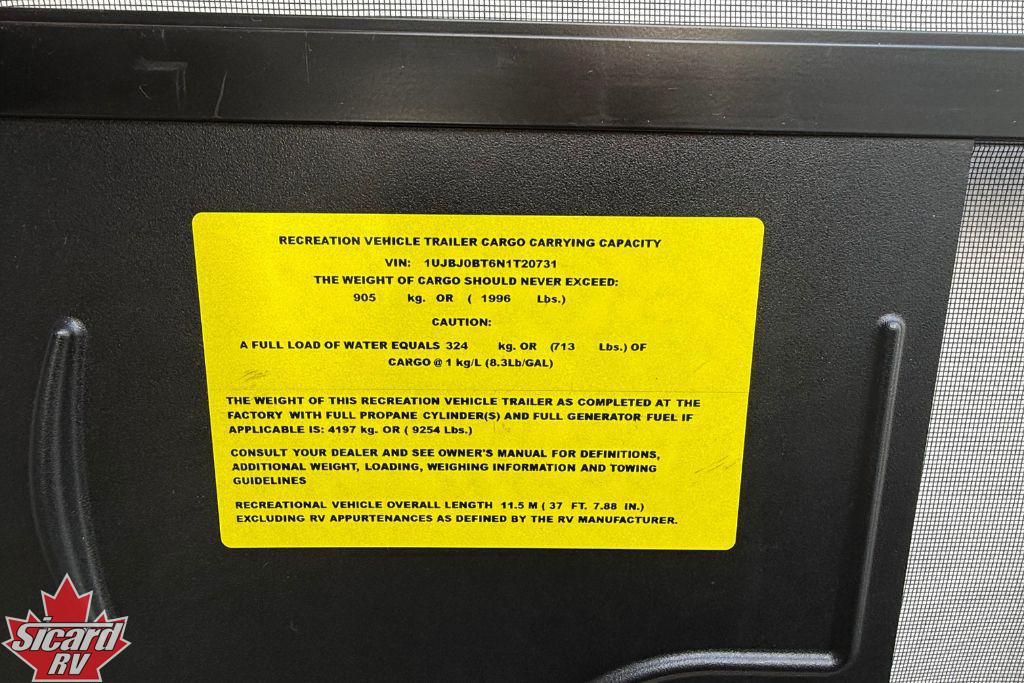 RECREATION VEHICLE TRAILER CARGO CARRYING CAPACITY
VIN: 1UJBJ0BT6N1T20731
THE WEIGHT OF CARGO SHOULD NEVER EXCEED:
905 kg. OR ( 1996 Lbs.)
CAUTION:
A FULL LOAD OF WATER EQUALS 324 kg. OR (713 Lbs.) OF
CARGO @ 1 kg/L (8.3Lb/GAL)
THE WEIGHT OF THIS RECREATION VEHICLE TRAILER AS COMPLETED AT THE
FACTORY WITH FULL PROPANE CYLINDER(S) AND FULL GENERATOR FUEL IF
APPLICABLE IS: 4197 kg. OR ( 9254 Lbs.)
CONSULT YOUR DEALER AND SEE OWNER'S MANUAL FOR DEFINITIONS,
ADDITIONAL WEIGHT, LOADING, WEIGHING INFORMATION AND TOWING
GUIDELINES
RECREATIONAL VEHICLE OVERALL LENGTH 11.5 M ( 37 FT. 7.88 IN.)
EXCLUDING RV APPURTENANCES AS DEFINED BY THE RV MANUFACTURER.
Sicard
RV